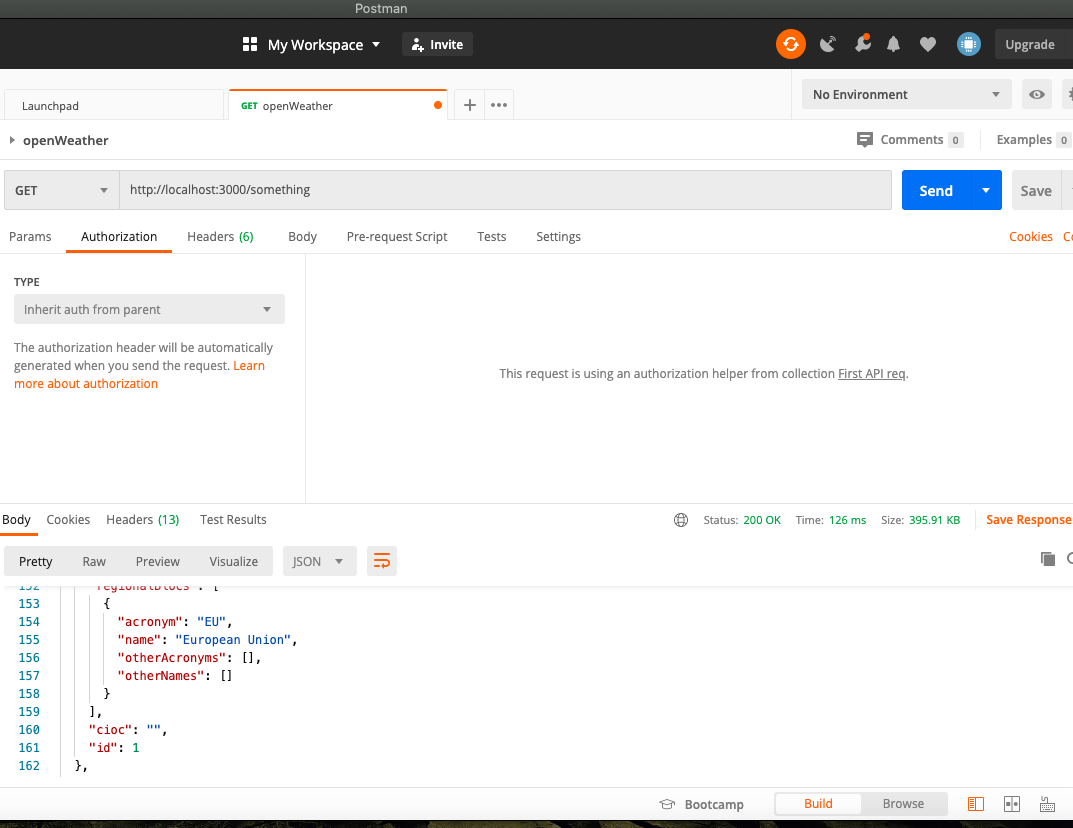 Postman
My Workspace Invite Upgrade
Launchpad GET openWeather No Environment
openWeather Comments 0 Examples 0
GET http://localhost:3000/something Send Save
Params Authorization Headers (6) Body Pre-request Script Tests Settings Cookies
TYPE
Inherit auth from parent
The authorization header will be automatically
generated when you send the request. Learn
more about authorization
This request is using an authorization helper from collection First API req.
Body Cookies Headers (13) Test Results Status: 200 OK Time: 126 ms Size: 395.91 KB Save Response
Pretty Raw Preview Visualize JSON
152 "regionalBlocs": [
153 {
154 "acronym": "EU",
155 "name": "European Union",
156 "otherAcronyms": [],
157 "otherNames": []
158 }
159 ],
160 "cioc": "",
161 "id": 1
162 },
Bootcamp Build Browse